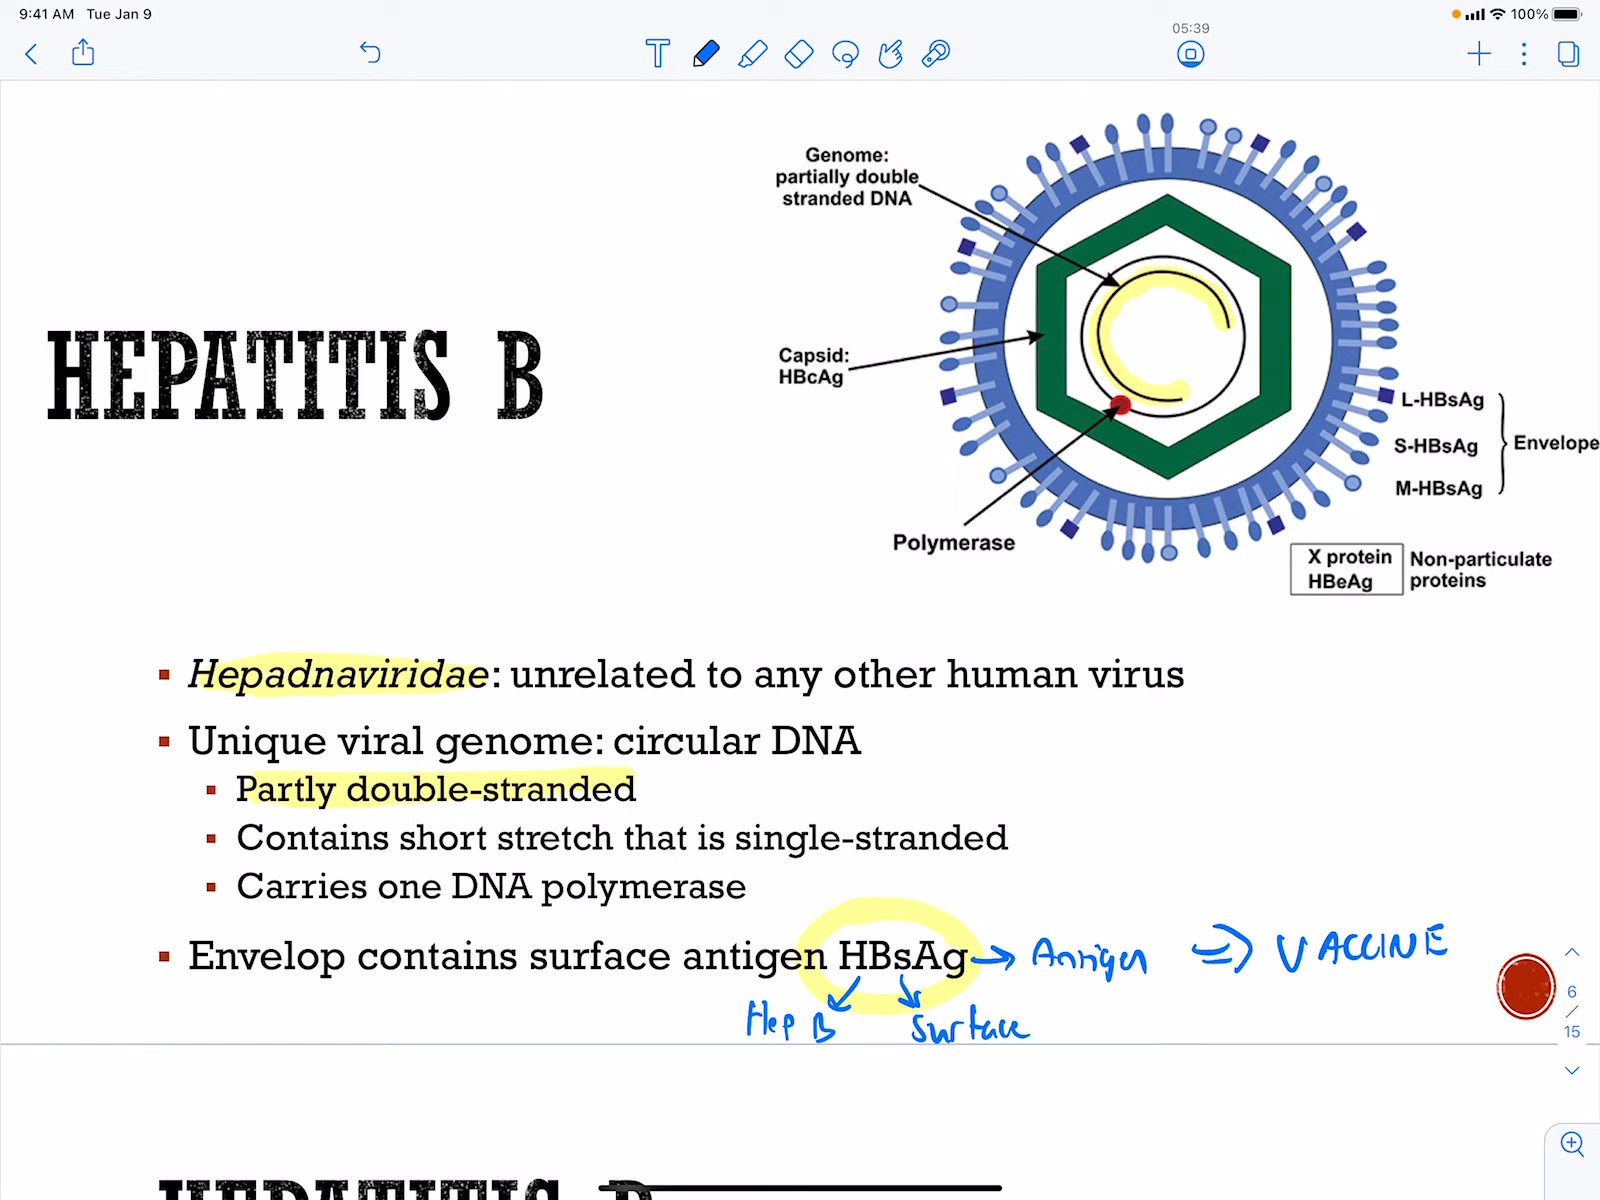 9:41 AM Tue Jan 9
100%
05:39
Genome:
partially double
stranded DNA
HEPATITIS B
Capsid:
HBcAg
L-HBsAg
S-HBsAg
M-HBsAg
Envelope
Polymerase
X protein
HBeAg
Non-particulate
proteins
Hepadnaviridae: unrelated to any other human virus
Unique viral genome: circular DNA
Partly double-stranded
Contains short stretch that is single-stranded
Carries one DNA polymerase
Envelop contains surface antigen HBsAg → Antigen ⇒ VACCINE
Hep B
Surface
6
/
15
HEPATITIS B